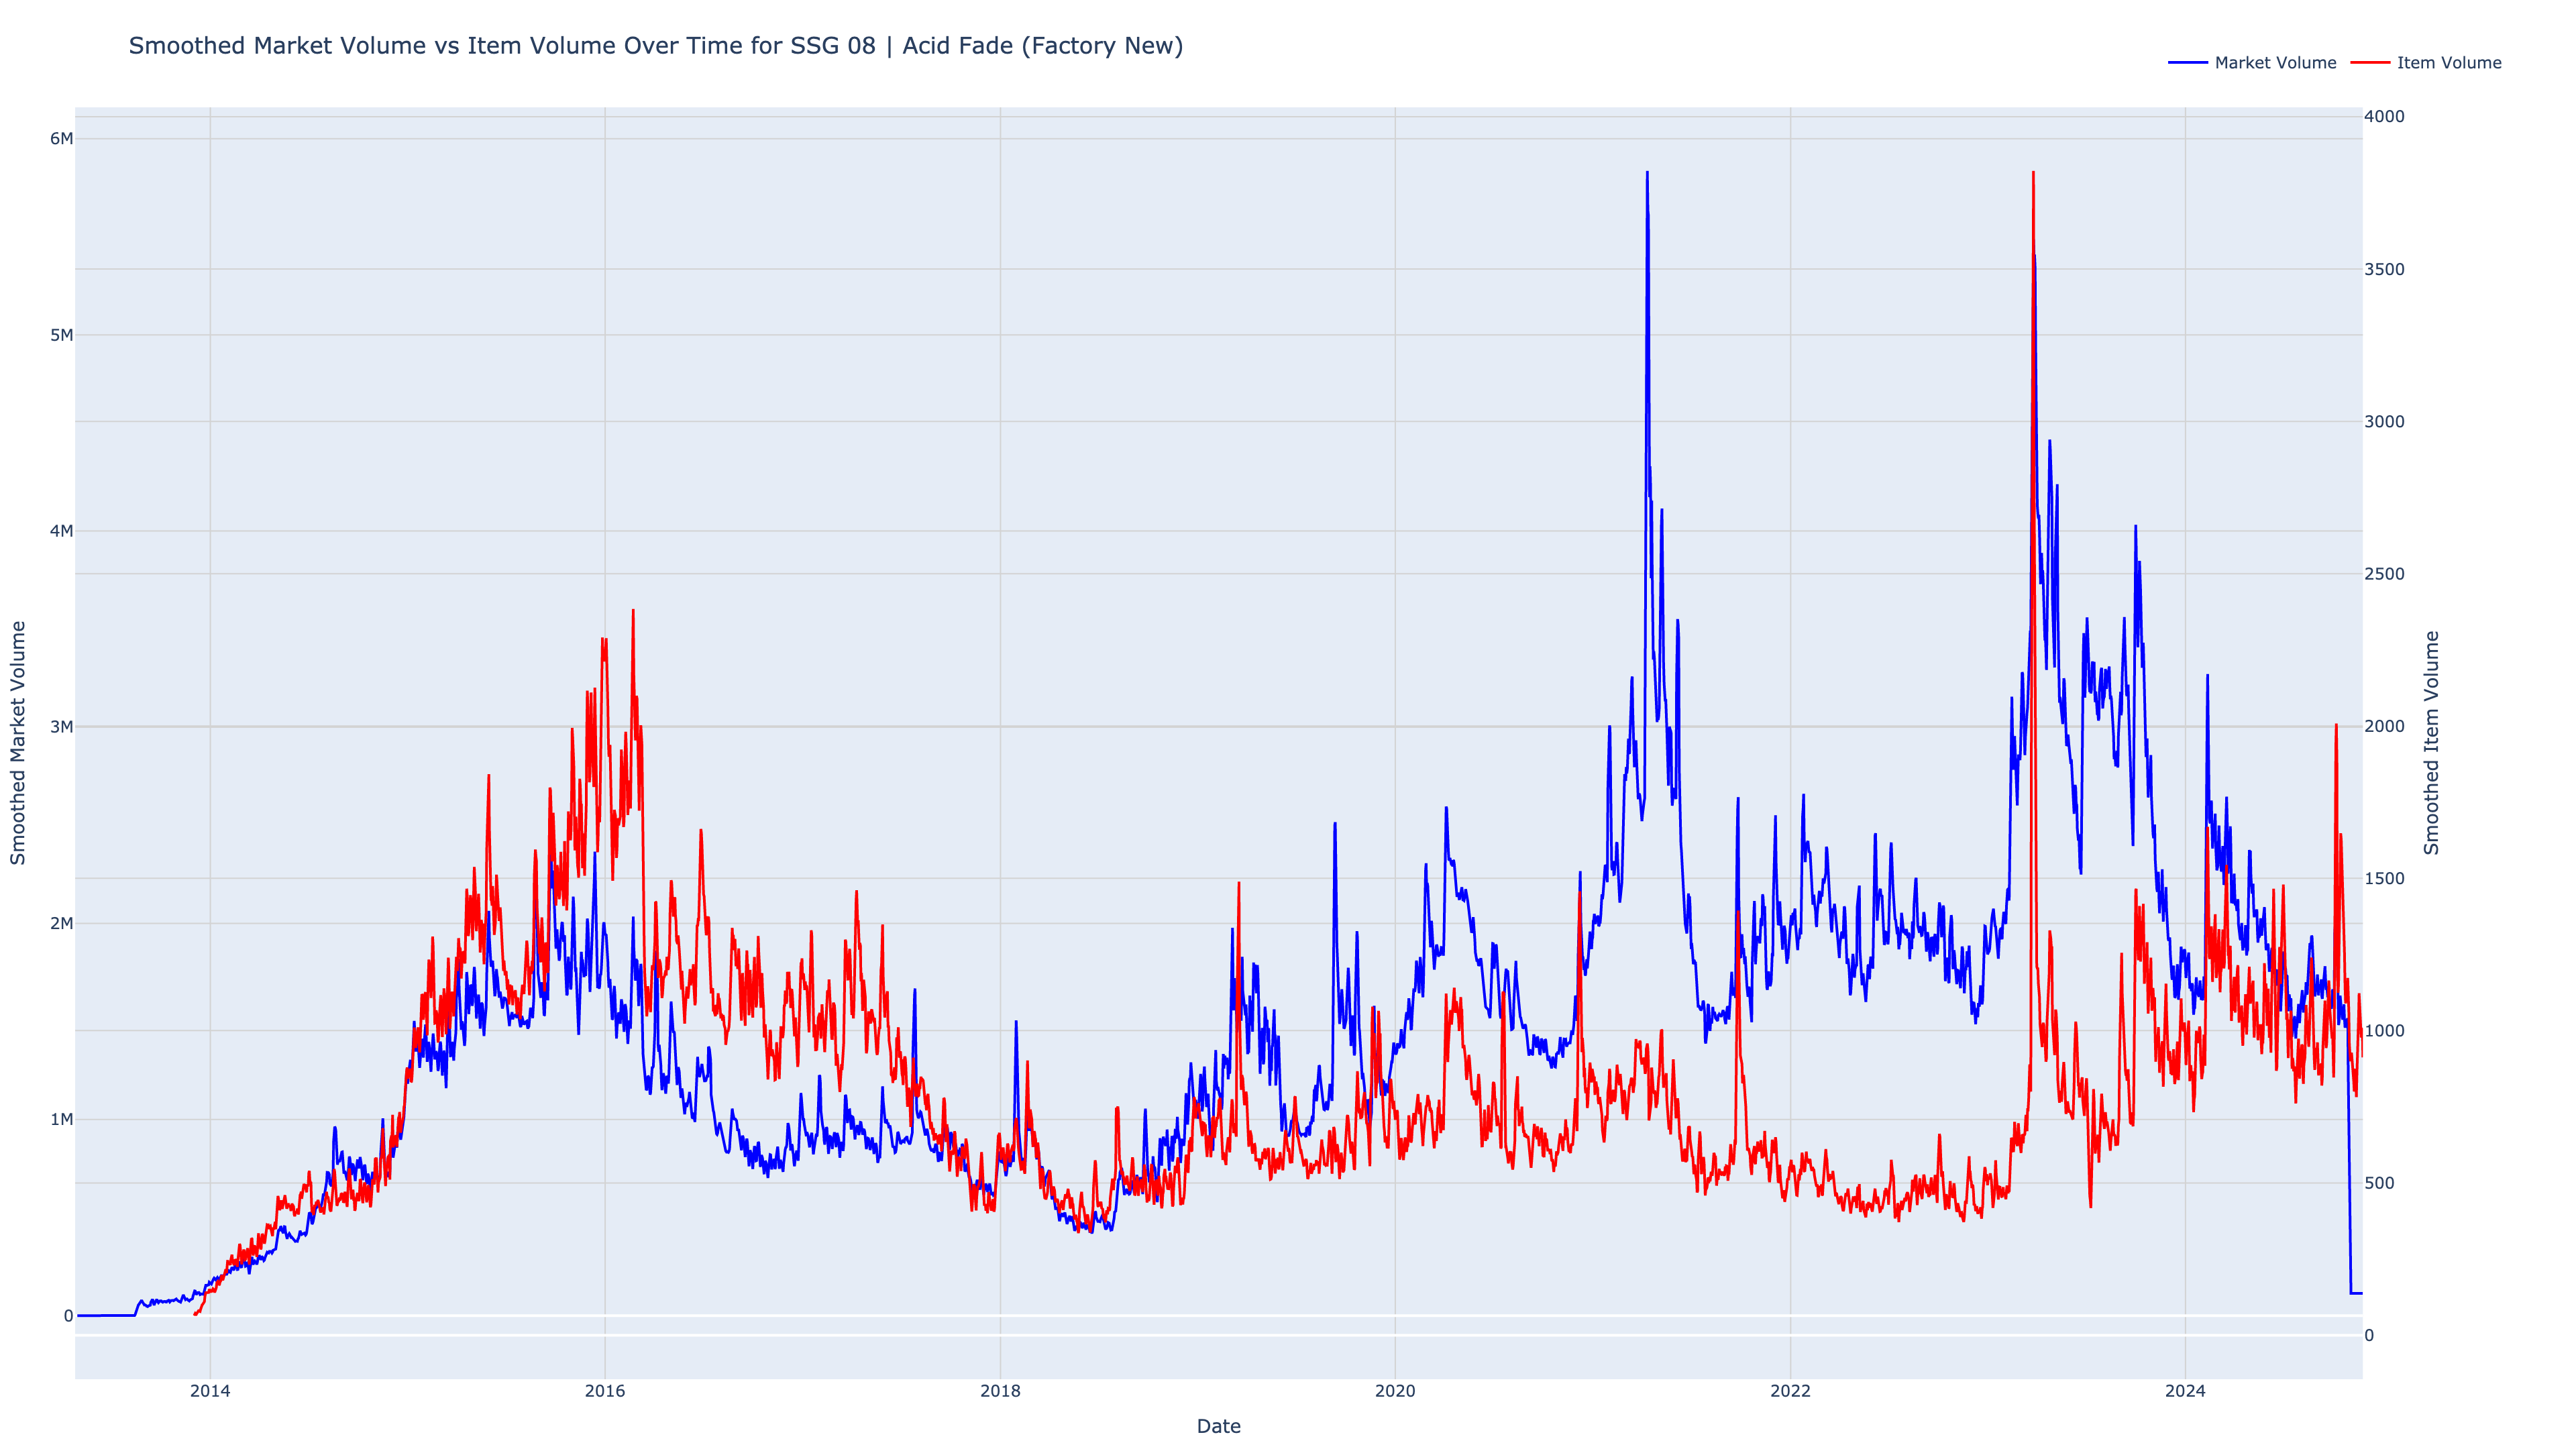 Smoothed Market Volume vs Item Volume Over Time for SSG 08 | Acid Fade (Factory New)
Market Volume
Item Volume
6M
5M
4M
3M
2M
1M
0
Smoothed Market Volume
4000
3500
3000
2500
2000
1500
1000
500
0
Smoothed Item Volume
2014
2016
2018
2020
2022
2024
Date